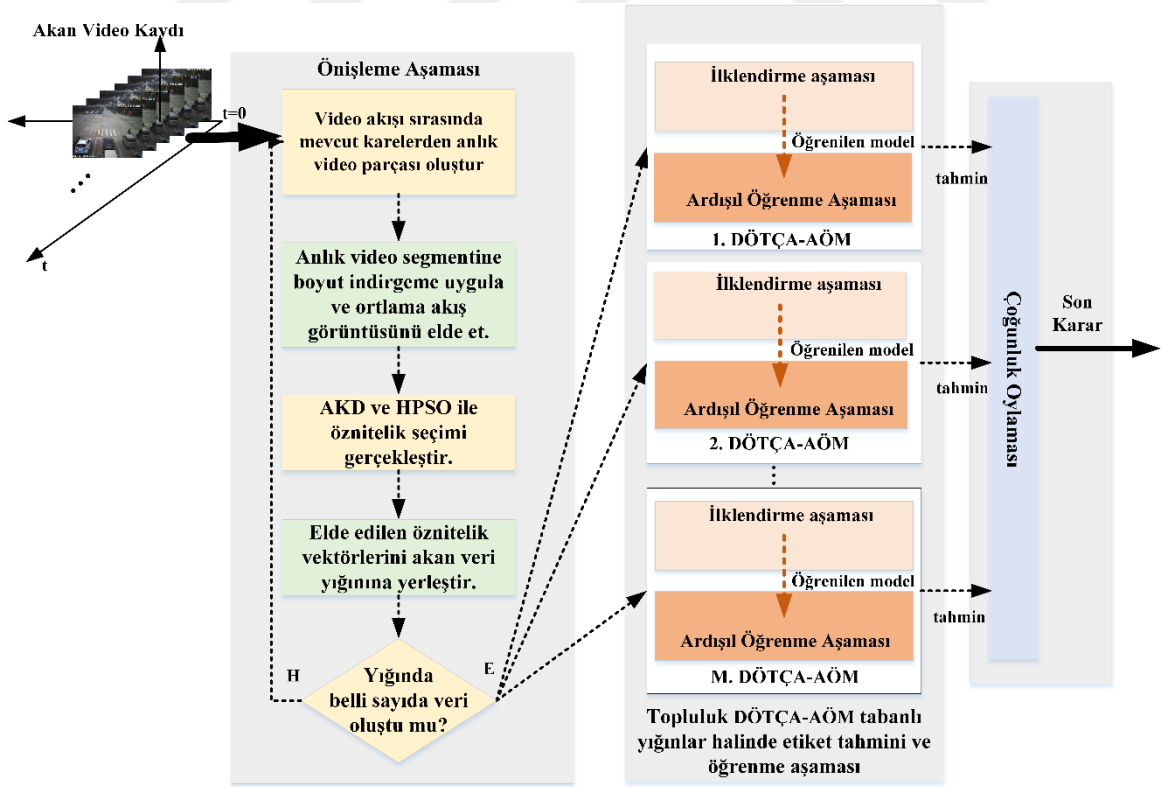 Akan Video Kaydı
t=0
t
Önişleme Aşaması
Video akışı sırasında
mevcut karelerden anlık
video parçası oluştur
Anlık video segmentine
boyut indirgeme uygula
ve ortlama akış
görüntüsünü elde et.
AKD ve HPSO ile
öznitelik seçimi
gerçekleştir.
Elde edilen öznitelik
vektörlerini akan veri
yığınına yerleştir.
Yığında
belli sayıda veri
oluştu mu?
H
E
İlklendirme aşaması
Öğrenilen model
Ardışıl Öğrenme Aşaması
1. DÖTÇA-AÖM
tahmin
İlklendirme aşaması
Öğrenilen model
Ardışıl Öğrenme Aşaması
2. DÖTÇA-AÖM
tahmin
⋮
İlklendirme aşaması
Öğrenilen model
Ardışıl Öğrenme Aşaması
M. DÖTÇA-AÖM
tahmin
Topluluk DÖTÇA-AÖM tabanlı
yığınlar halinde etiket tahmini ve
öğrenme aşaması
Çoğunluk Oylaması
Son
Karar